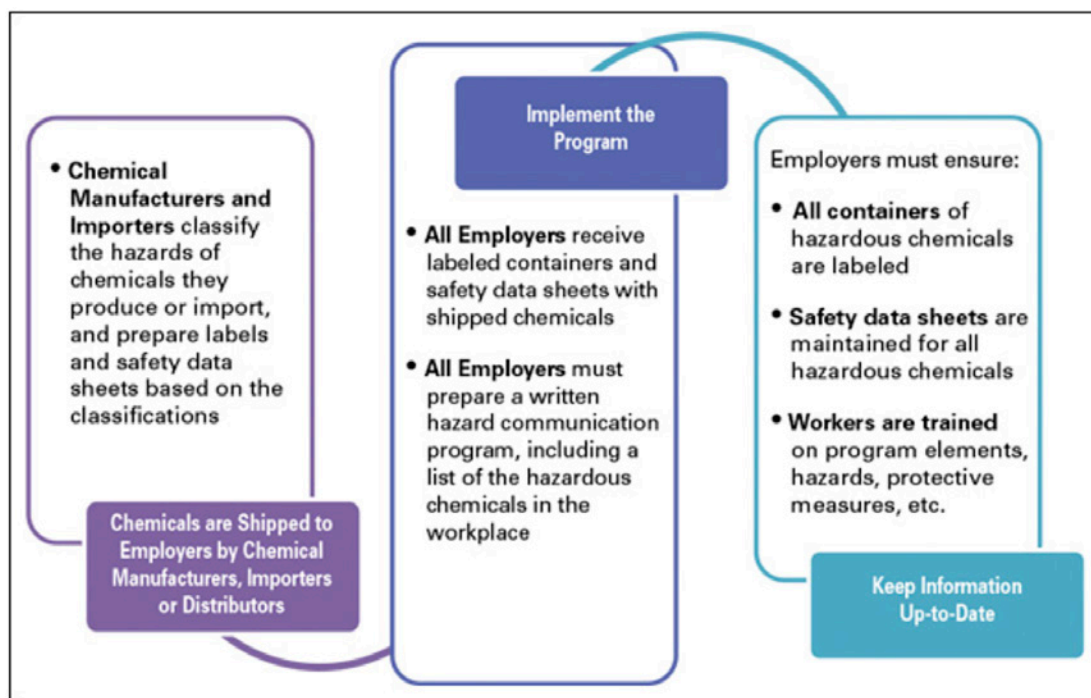 • Chemical
Manufacturers and
Importers classify
the hazards of
chemicals they
produce or import,
and prepare labels
and safety data
sheets based on the
classifications
Chemicals are Shipped to
Employers by Chemical
Manufacturers, Importers
or Distributors
Implement the
Program
• All Employers receive
labeled containers and
safety data sheets with
shipped chemicals
• All Employers must
prepare a written
hazard communication
program, including a
list of the hazardous
chemicals in the
workplace
Employers must ensure:
• All containers of
hazardous chemicals
are labeled
• Safety data sheets are
maintained for all
hazardous chemicals
• Workers are trained
on program elements,
hazards, protective
measures, etc.
Keep Information
Up-to-Date